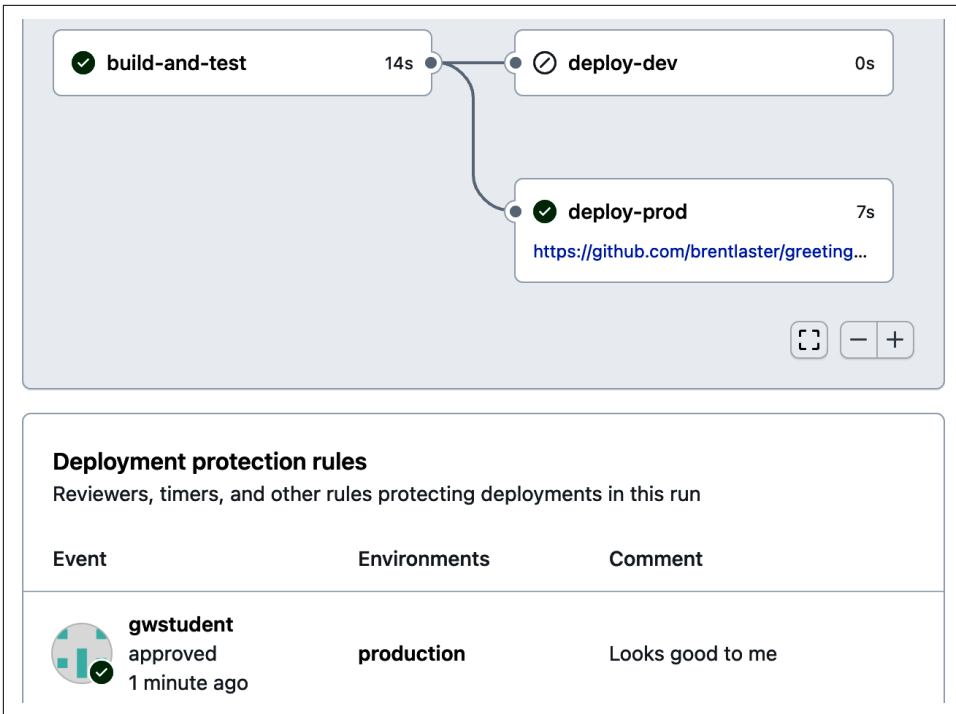 build-and-test 14s
deploy-dev 0s
deploy-prod 7s
https://github.com/brentlaster/greeting...
Deployment protection rules
Reviewers, timers, and other rules protecting deployments in this run
Event Environments Comment
gwstudent
approved
production Looks good to me
1 minute ago